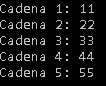 Cadena 1: 11
Cadena 2: 22
Cadena 3: 33
Cadena 4: 44
Cadena 5: 55